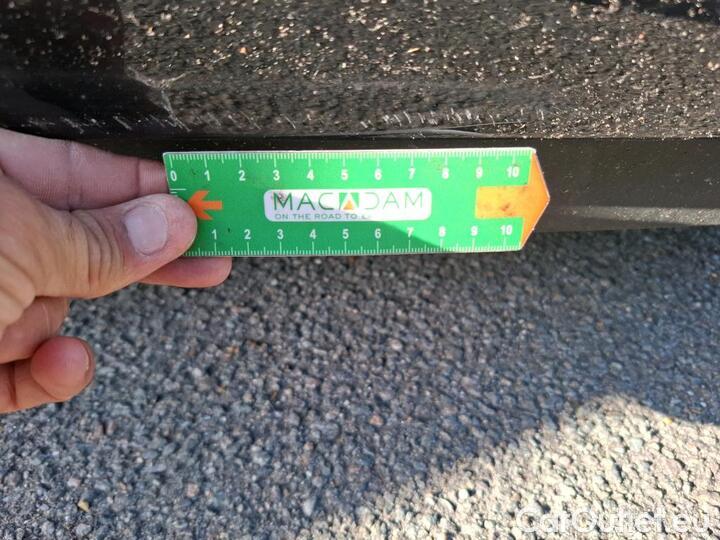 0 1 2 3 4 5 6 7 8 9 10
MACADAM
ON THE ROAD TO
1 2 3 4 5 6 7 8 9 10
CarOutlet.eu